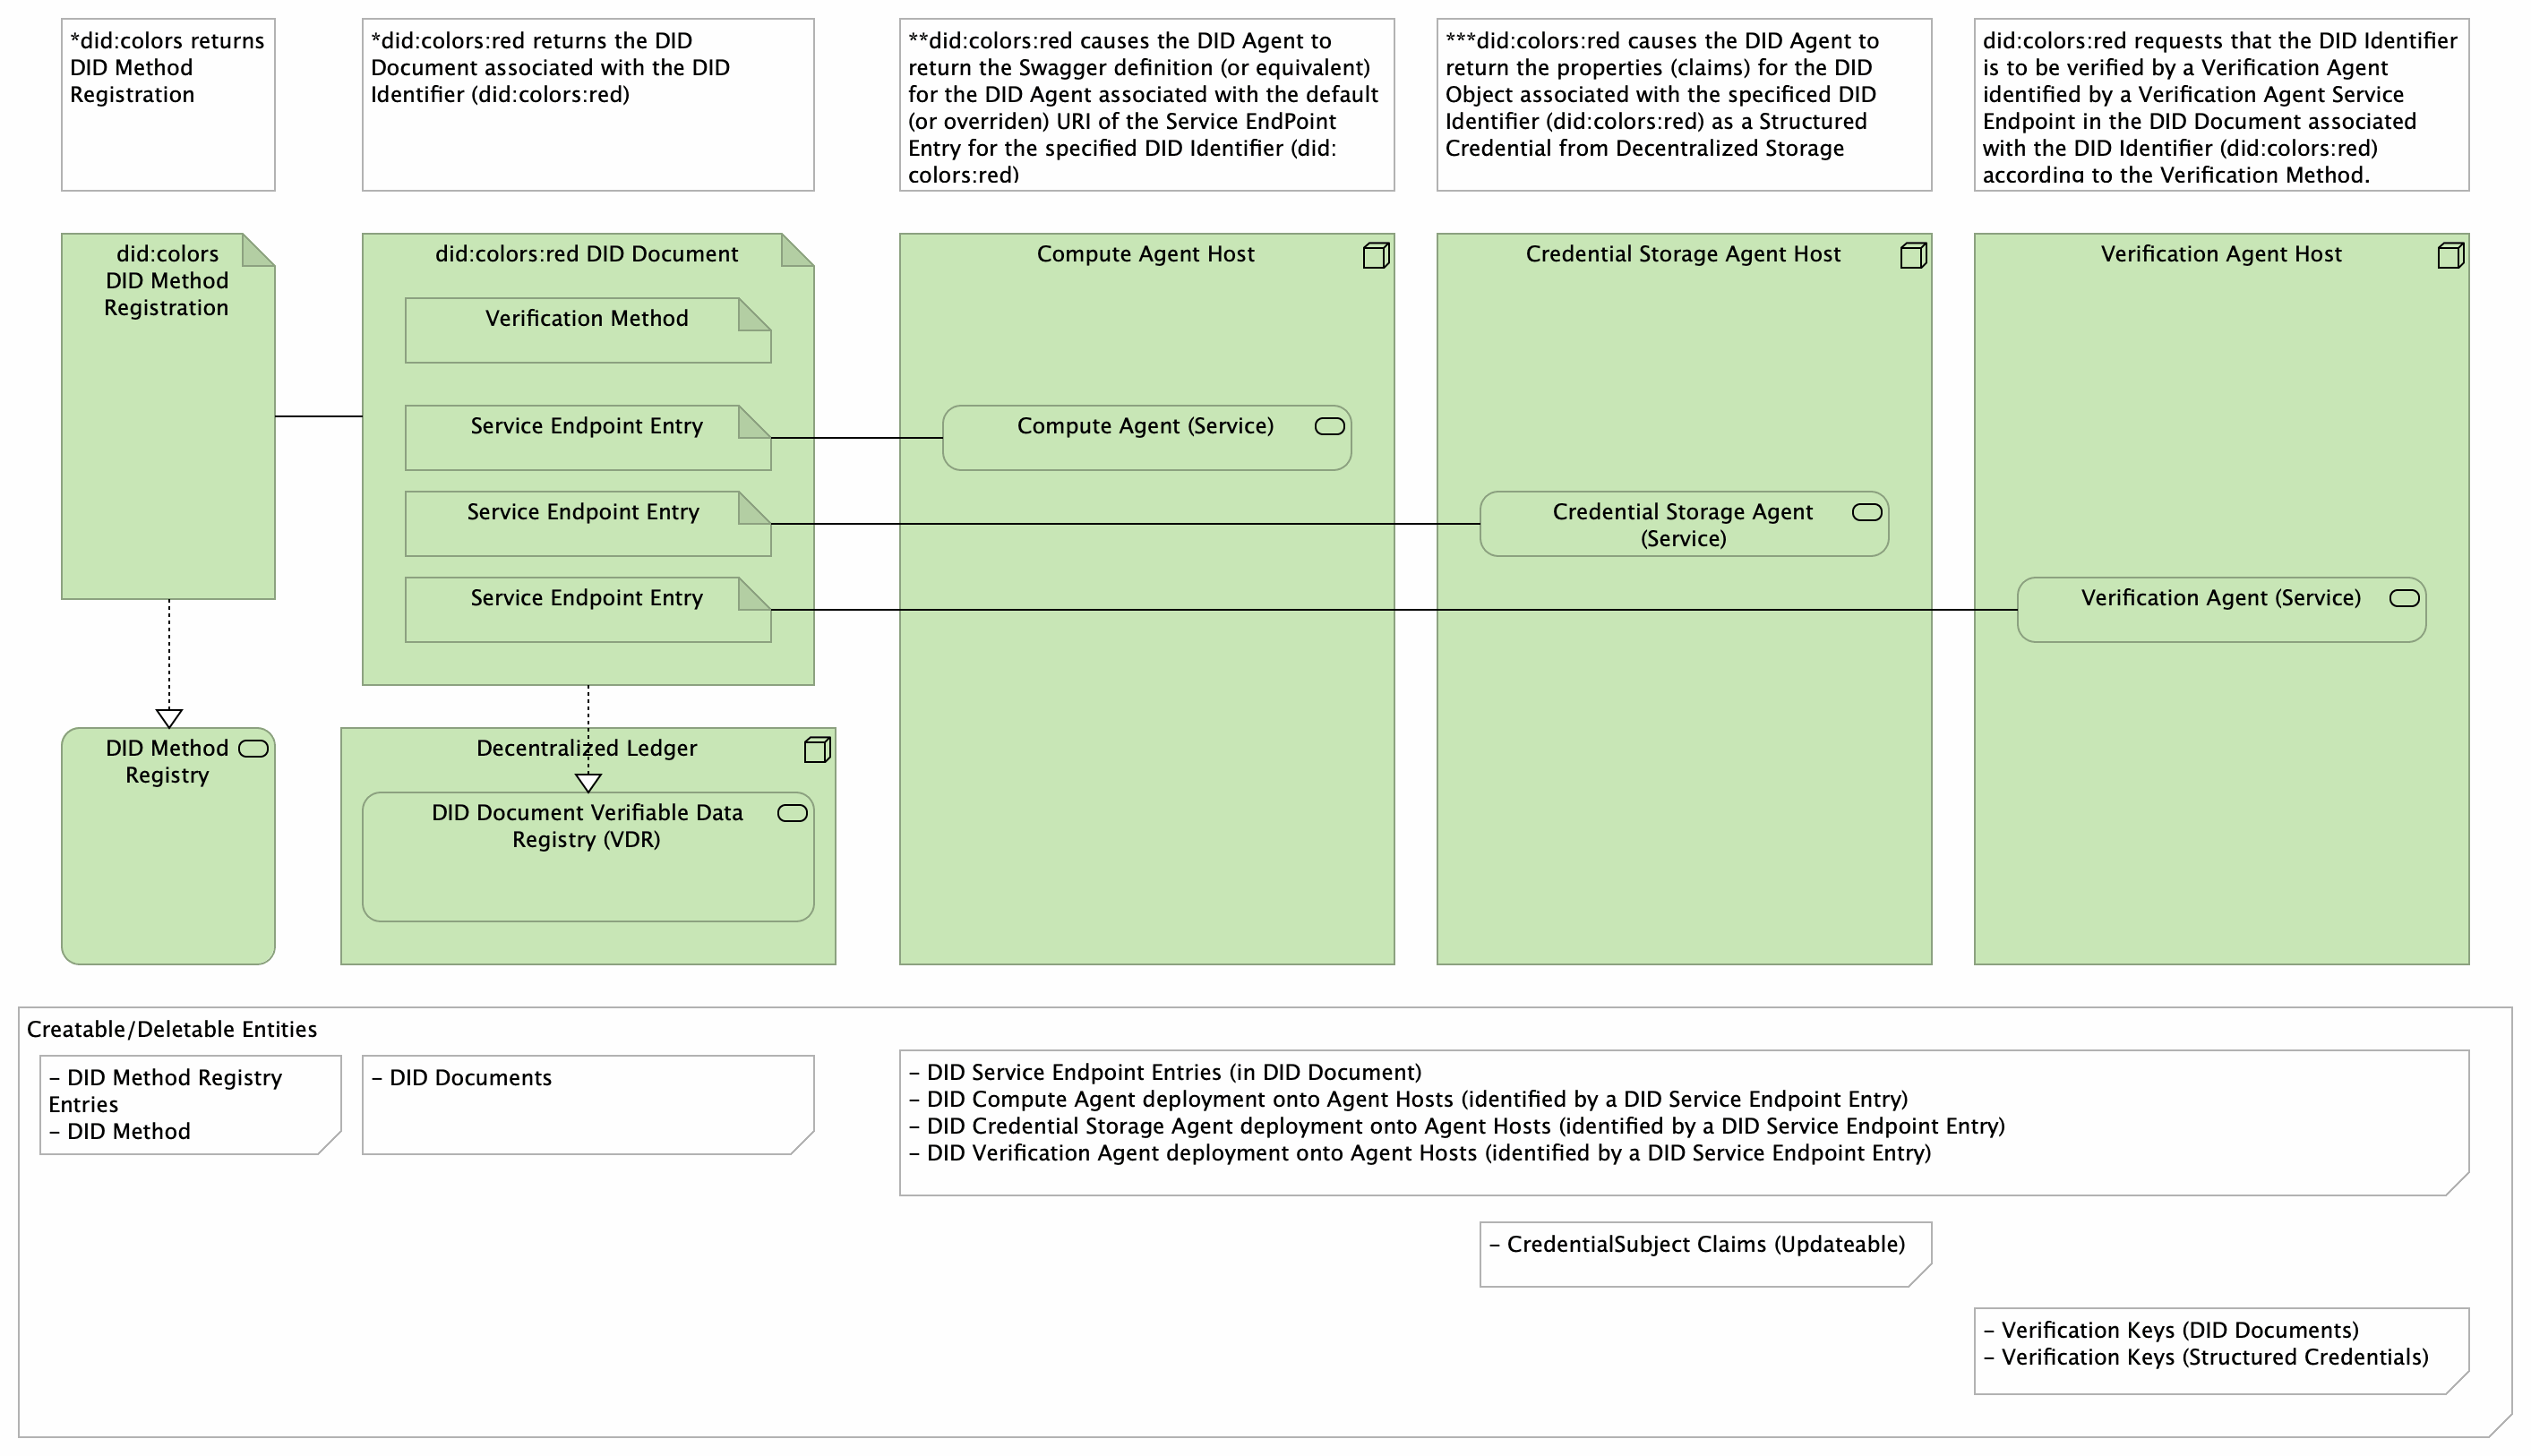 *did:colors returns
DID Method
Registration
*did:colors:red returns the DID
Document associated with the DID
Identifier (did:colors:red)
**did:colors:red causes the DID Agent to
return the Swagger definition (or equivalent)
for the DID Agent associated with the default
(or overriden) URI of the Service EndPoint
Entry for the specified DID Identifier (did:
colors:red)
***did:colors:red causes the DID Agent to
return the properties (claims) for the DID
Object associated with the specificed DID
Identifier (did:colors:red) as a Structured
Credential from Decentralized Storage
did:colors:red requests that the DID Identifier
is to be verified by a Verification Agent
identified by a Verification Agent Service
Endpoint in the DID Document associated
with the DID Identifier (did:colors:red)
according to the Verification Method.
did:colors
DID Method
Registration
did:colors:red DID Document
Verification Method
Service Endpoint Entry
Service Endpoint Entry
Service Endpoint Entry
Compute Agent Host
Compute Agent (Service)
Credential Storage Agent Host
Credential Storage Agent
(Service)
Verification Agent Host
Verification Agent (Service)
DID Method
Registry
Decentralized Ledger
DID Document Verifiable Data
Registry (VDR)
Creatable/Deletable Entities
– DID Method Registry
Entries
– DID Method
– DID Documents
– DID Service Endpoint Entries (in DID Document)
– DID Compute Agent deployment onto Agent Hosts (identified by a DID Service Endpoint Entry)
– DID Credential Storage Agent deployment onto Agent Hosts (identified by a DID Service Endpoint Entry)
– DID Verification Agent deployment onto Agent Hosts (identified by a DID Service Endpoint Entry)
– CredentialSubject Claims (Updateable)
– Verification Keys (DID Documents)
– Verification Keys (Structured Credentials)